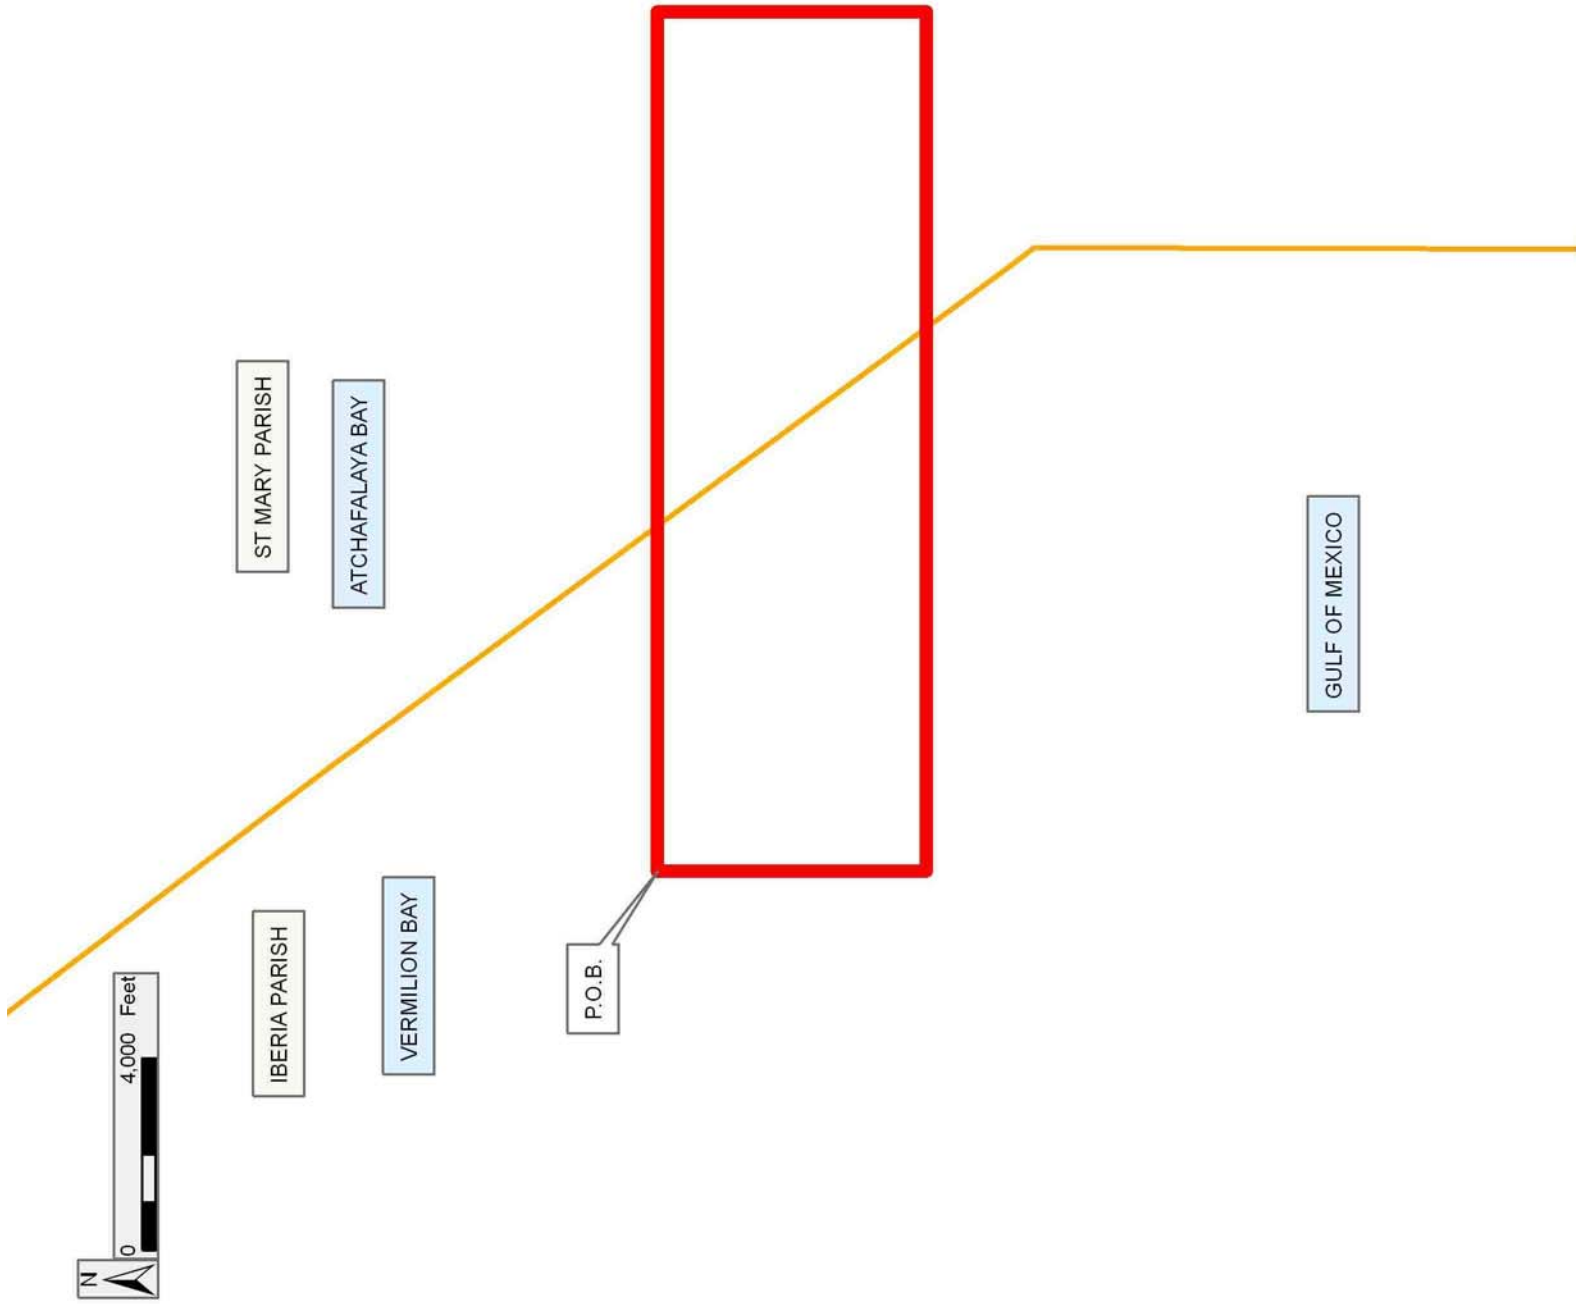 N
0 4,000 Feet
IBERIA PARISH
VERMILION BAY
ST MARY PARISH
ATCHAFALAYA BAY
P.O.B.
GULF OF MEXICO